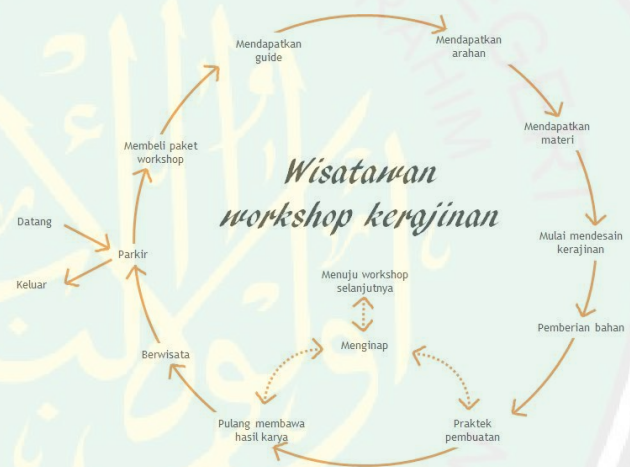 Mendapatkan
guide
Mendapatkan
arahan
Mendapatkan
materi
Membeli paket
workshop
Wisatawan
workshop kerajinan
Datang
Parkir
Keluar
Mulai mendesain
kerajinan
Menuju workshop
selanjutnya
Pemberian bahan
Menginap
Berwisata
Pulang membawa
hasil karya
Praktek
pembuatan